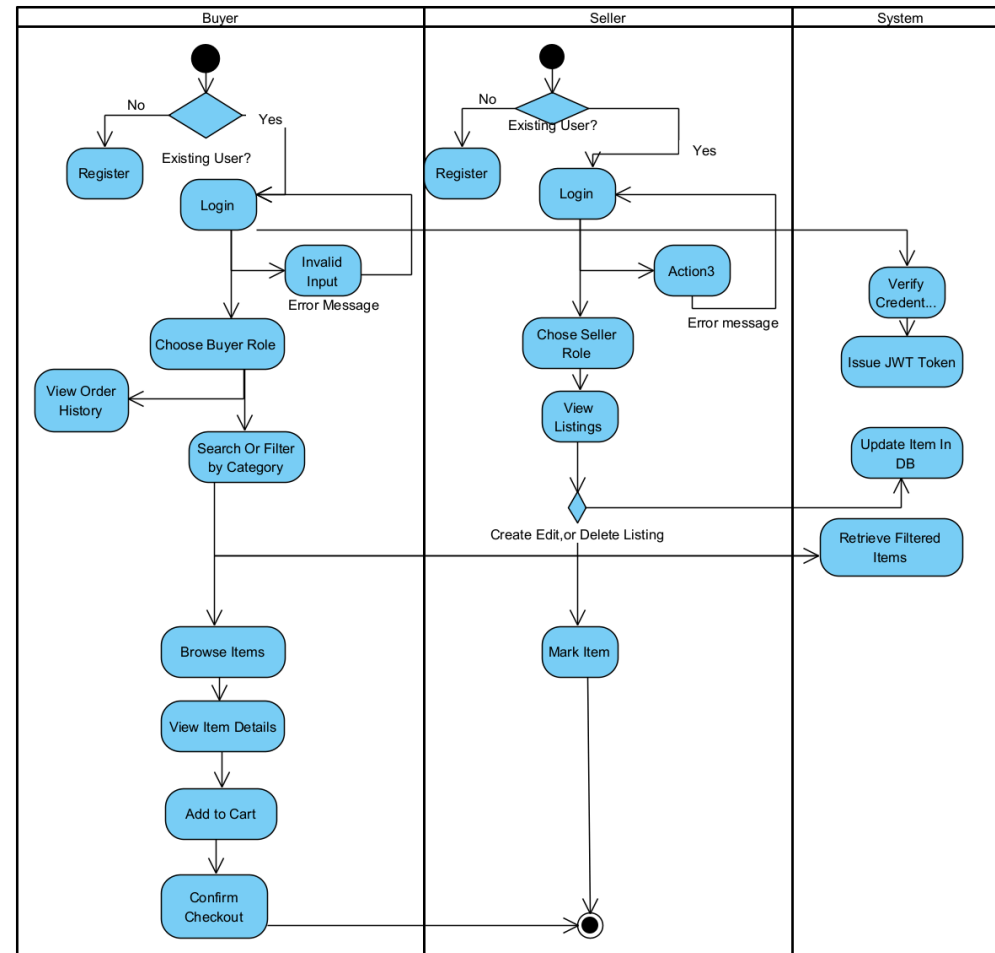 Buyer
Seller
System
No
Yes
Existing User?
Register
Login
Invalid
Input
Error Message
Choose Buyer Role
View Order
History
Search Or Filter
by Category
Browse Items
View Item Details
Add to Cart
Confirm
Checkout
No
Existing User?
Yes
Register
Login
Action3
Error message
Chose Seller
Role
View
Listings
Create Edit,or Delete Listing
Mark Item
Verify
Credent...
Issue JWT Token
Update Item In
DB
Retrieve Filtered
Items